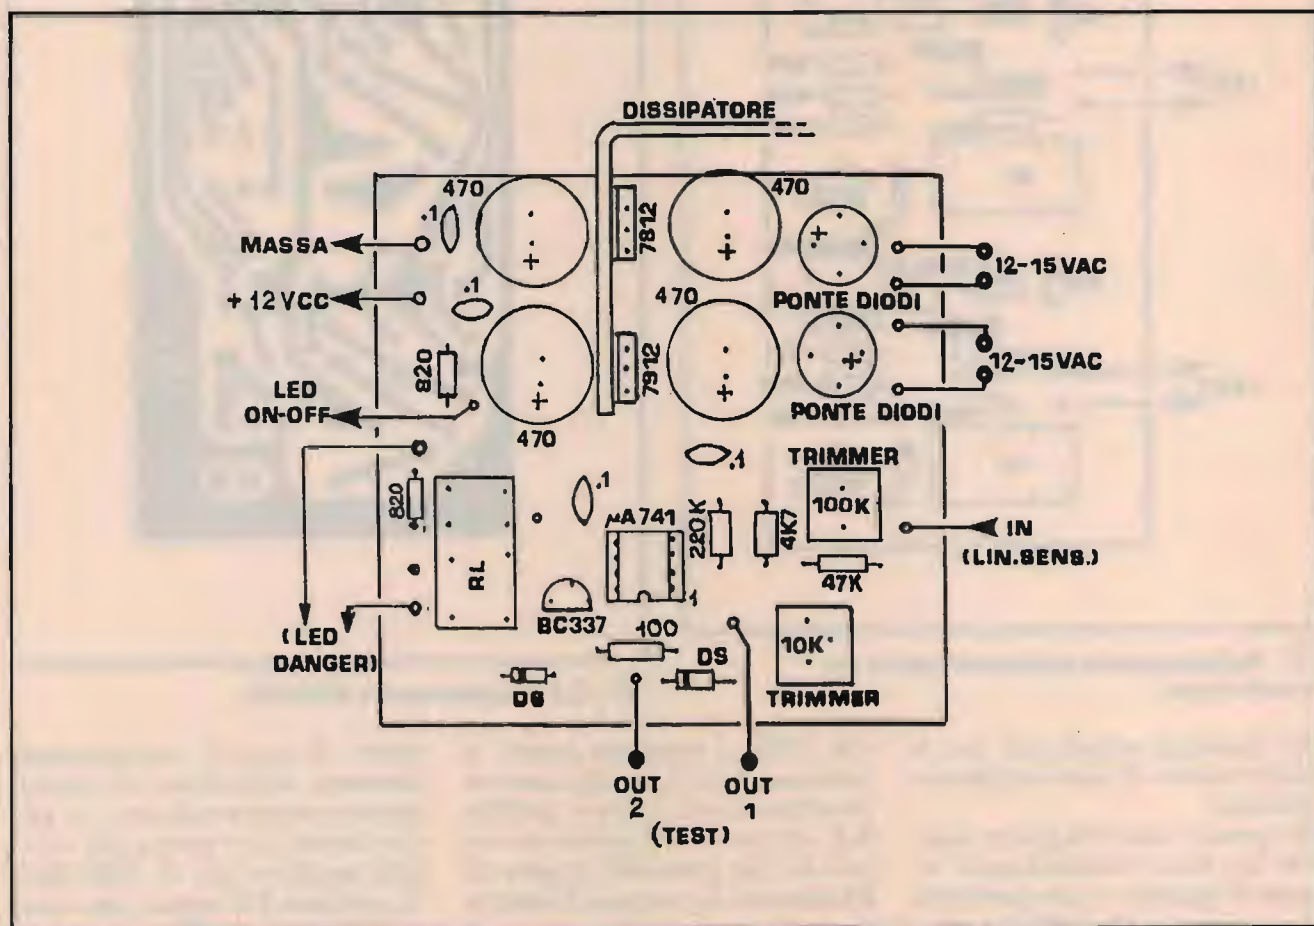 DISSIPATORE
470
470
.1
7812
MASSA
12-15 VAC
.1
470
PONTE DIODI
+ 12 VCC
820
7912
12-15 VAC
LED
ON-OFF
PONTE DIODI
470
.1
TRIMMER
820
.1
µA741
220K
4K7
100K
IN
(LIN. SENS.)
RL
47K
1
BC337
100
10K
(LED
DANGER)
DS
DS
TRIMMER
OUT
2
OUT
1
(TEST)